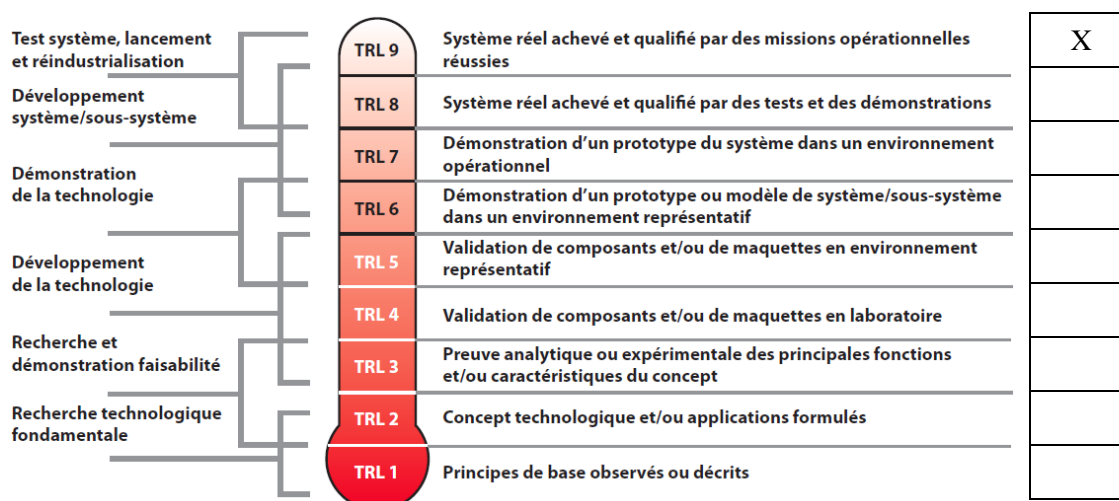 Test système, lancement
et réindustrialisation
TRL 9
Système réel achevé et qualifié par des missions opérationnelles
réussies
X
Développement
système/sous-système
TRL 8
Système réel achevé et qualifié par des tests et des démonstrations
TRL 7
Démonstration d’un prototype du système dans un environnement
opérationnel
Démonstration
de la technologie
TRL 6
Démonstration d’un prototype ou modèle de système/sous-système
dans un environnement représentatif
Développement
de la technologie
TRL 5
Validation de composants et/ou de maquettes en environnement
représentatif
TRL 4
Validation de composants et/ou de maquettes en laboratoire
Recherche et
démonstration faisabilité
TRL 3
Preuve analytique ou expérimentale des principales fonctions
et/ou caractéristiques du concept
Recherche technologique
fondamentale
TRL 2
Concept technologique et/ou applications formulés
TRL 1
Principes de base observés ou décrits